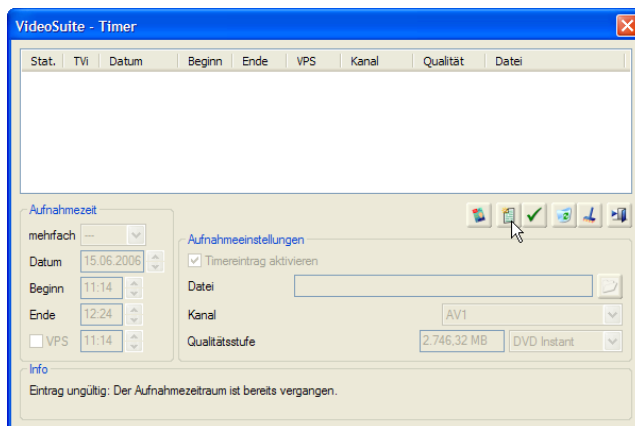 VideoSuite - Timer
Stat. TVi Datum Beginn Ende VPS Kanal Qualität Datei
Aufnahmezeit
mehrfach ---
Datum 15.06.2006
Beginn 11:14
Ende 12:24
VPS 11:14
Aufnahmeeinstellungen
Timereintrag aktivieren
Datei
Kanal AV1
Qualitätsstufe 2.746,32 MB DVD Instant
Info
Eintrag ungültig: Der Aufnahmezeitraum ist bereits vergangen.